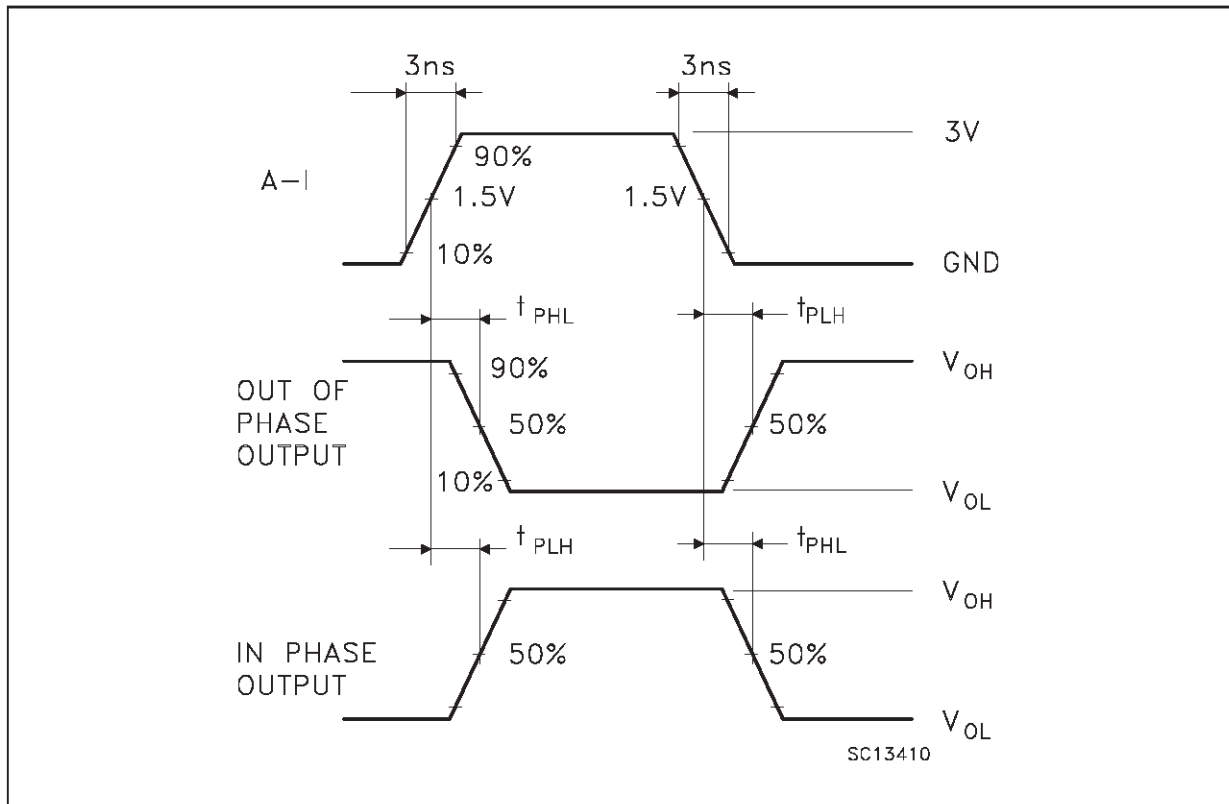 3ns 3ns
3V
90%
A-I
1.5V 1.5V
10%
GND
tPHL tPLH
VOH
90%
OUT OF
PHASE
OUTPUT
50% 50%
10%
VOL
tPLH tPHL
VOH
IN PHASE
OUTPUT
50% 50%
VOL
SC13410